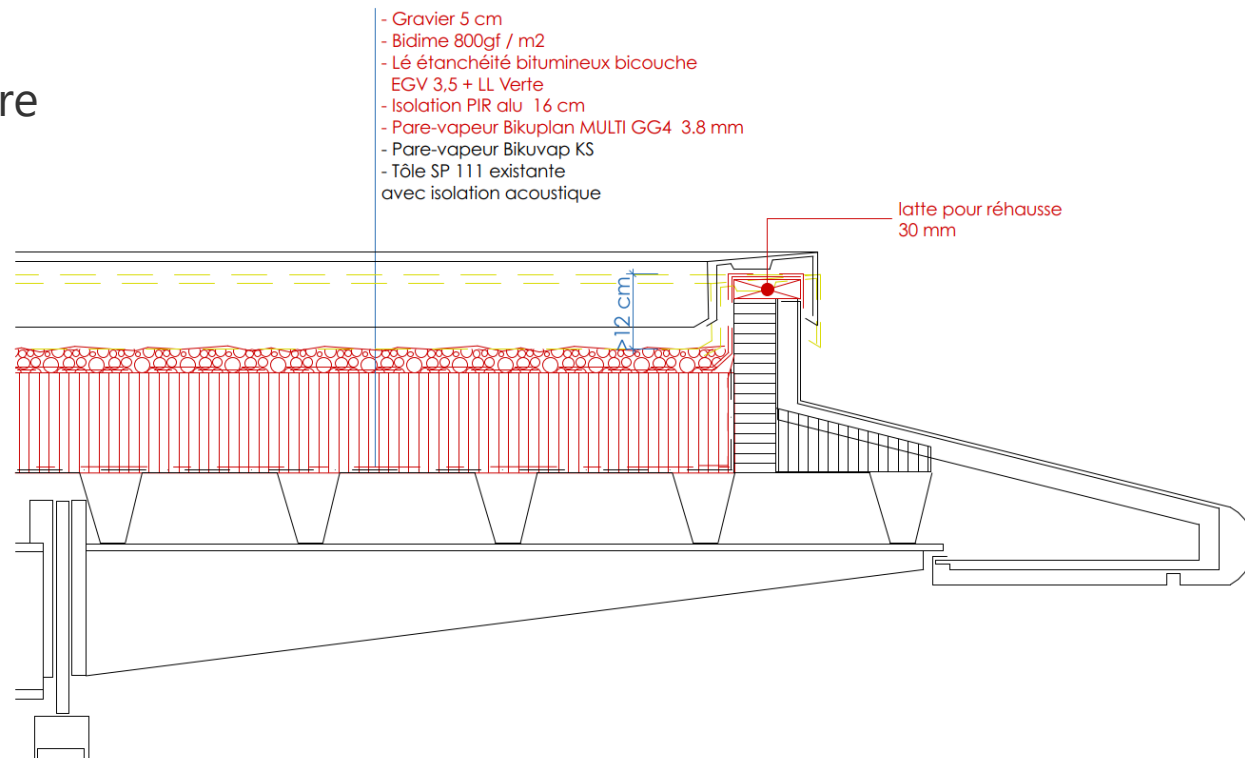 - Gravier 5 cm
- Bidime 800gf / m2
- Lé étanchéité bitumineux bicouche
EGV 3,5 + LL Verte
- Isolation PIR alu 16 cm
- Pare-vapeur Bikuplan MULTI GG4 3.8 mm
- Pare-vapeur Bikuvap KS
- Tôle SP 111 existante
avec isolation acoustique
re
latte pour réhausse
30 mm
>12 cm